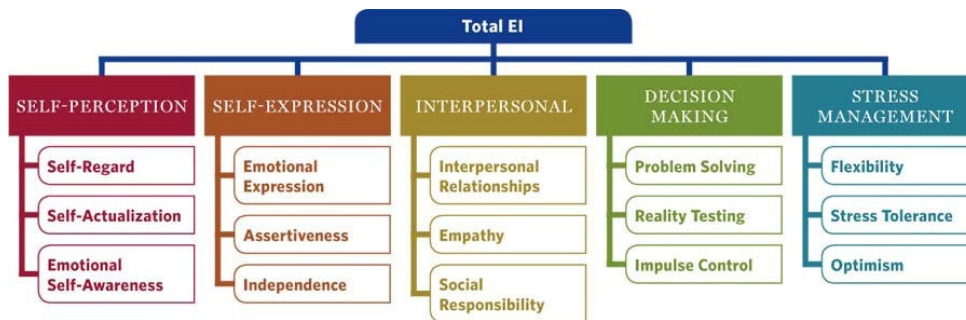 Total EI
SELF-PERCEPTION
Self-Regard
Self-Actualization
Emotional
Self-Awareness
SELF-EXPRESSION
Emotional
Expression
Assertiveness
Independence
INTERPERSONAL
Interpersonal
Relationships
Empathy
Social
Responsibility
DECISION
MAKING
Problem Solving
Reality Testing
Impulse Control
STRESS
MANAGEMENT
Flexibility
Stress Tolerance
Optimism